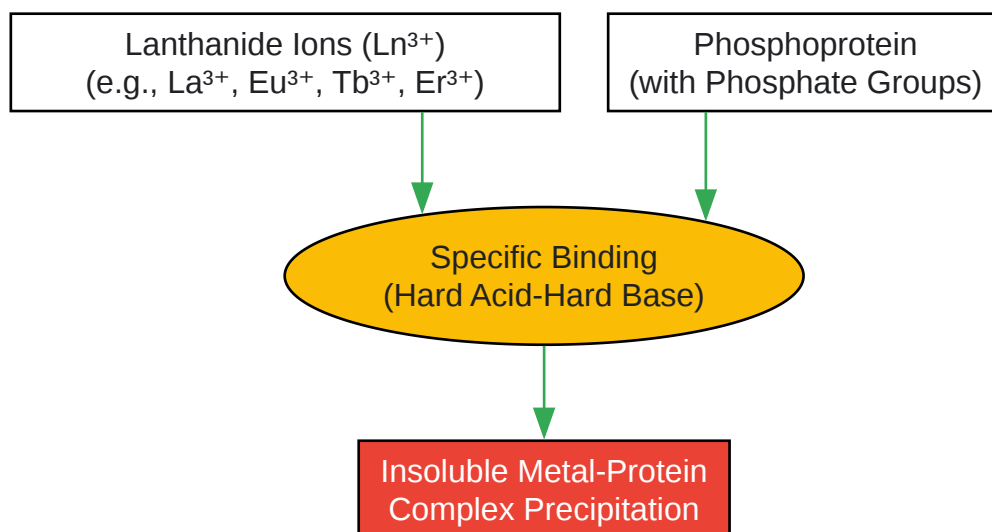 Lanthanide Ions (Ln³⁺)
(e.g., La³⁺, Eu³⁺, Tb³⁺, Er³⁺)
Phosphoprotein
(with Phosphate Groups)
Specific Binding
(Hard Acid-Hard Base)
Insoluble Metal-Protein
Complex Precipitation